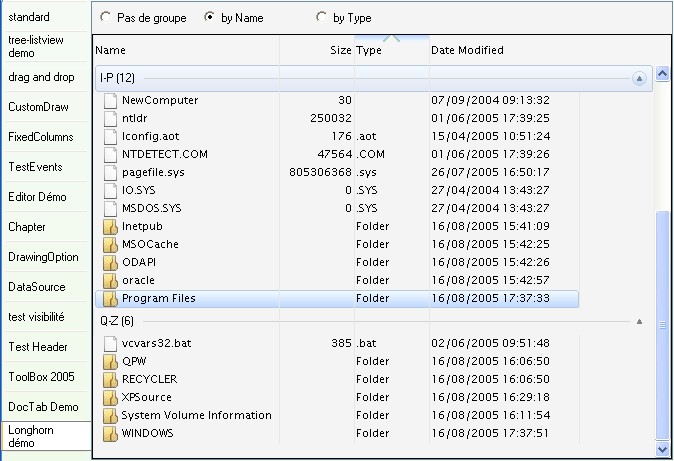 standard
tree-listview
demo
drag and drop
CustomDraw
FixedColumns
TestEvents
Editor Démo
Chapter
DrawingOption
DataSource
test visibilité
Test Header
ToolBox 2005
DocTab Demo
Longhorn
démo
Pas de groupe by Name by Type
Name Size Type Date Modified
I-P (12)
NewComputer 30 07/09/2004 09:13:32
ntldr 250032 01/06/2005 17:39:25
Iconfig.aot 176 .aot 15/04/2005 10:51:24
NTDETECT.COM 47564 .COM 01/06/2005 17:39:26
pagefile.sys 805306368 .sys 26/07/2005 16:50:17
IO.SYS 0 .SYS 27/04/2004 13:43:27
MSDOS.SYS 0 .SYS 27/04/2004 13:43:27
Inetpub Folder 16/08/2005 15:41:09
MSOCache Folder 16/08/2005 15:42:25
ODAPI Folder 16/08/2005 15:42:26
oracle Folder 16/08/2005 15:42:57
Program Files Folder 16/08/2005 17:37:33
Q-Z (6)
vcvars32.bat 385 .bat 02/06/2005 09:51:48
QPW Folder 16/08/2005 16:06:50
RECYCLER Folder 16/08/2005 16:06:50
XPSource Folder 16/08/2005 16:29:18
System Volume Information Folder 16/08/2005 16:11:54
WINDOWS Folder 16/08/2005 17:37:51